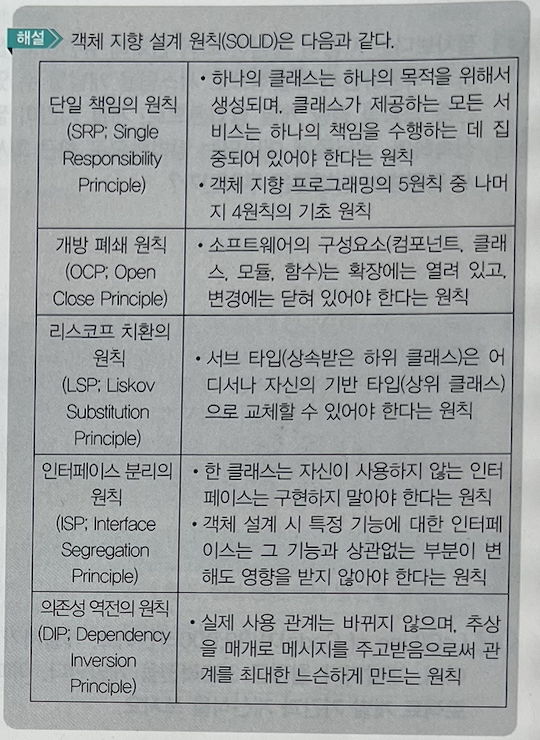 해설
객체 지향 설계 원칙(SOLID)은 다음과 같다.
단일 책임의 원칙
(SRP; Single
Responsibility
Principle)
• 하나의 클래스는 하나의 목적을 위해서
생성되며, 클래스가 제공하는 모든 서
비스는 하나의 책임을 수행하는 데 집
중되어 있어야 한다는 원칙
• 객체 지향 프로그래밍의 5원칙 중 나머
지 4원칙의 기초 원칙
개방 폐쇄 원칙
(OCP; Open
Close Principle)
• 소프트웨어의 구성요소(컴포넌트, 클래
스, 모듈, 함수)는 확장에는 열려 있고,
변경에는 닫혀 있어야 한다는 원칙
리스코프 치환의
원칙
(LSP; Liskov
Substitution
Principle)
• 서브 타입(상속받은 하위 클래스)은 어
디서나 자신의 기반 타입(상위 클래스)
으로 교체할 수 있어야 한다는 원칙
인터페이스 분리의
원칙
(ISP; Interface
Segregation
Principle)
• 한 클래스는 자신이 사용하지 않는 인터
페이스는 구현하지 말아야 한다는 원칙
• 객체 설계 시 특정 기능에 대한 인터페
이스는 그 기능과 상관없는 부분이 변
해도 영향을 받지 않아야 한다는 원칙
의존성 역전의 원칙
(DIP; Dependency
Inversion
Principle)
• 실제 사용 관계는 바뀌지 않으며, 추상
을 매개로 메시지를 주고받음으로써 관
계를 최대한 느슨하게 만드는 원칙